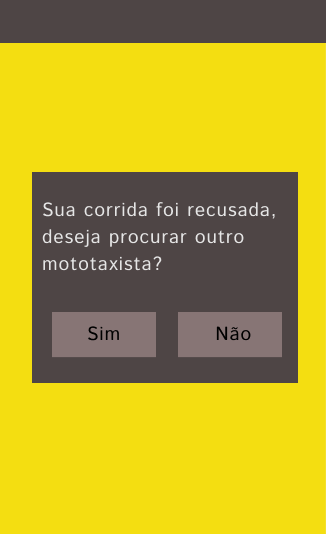 Sua corrida foi recusada,
deseja procurar outro
mototaxista?
Sim Não